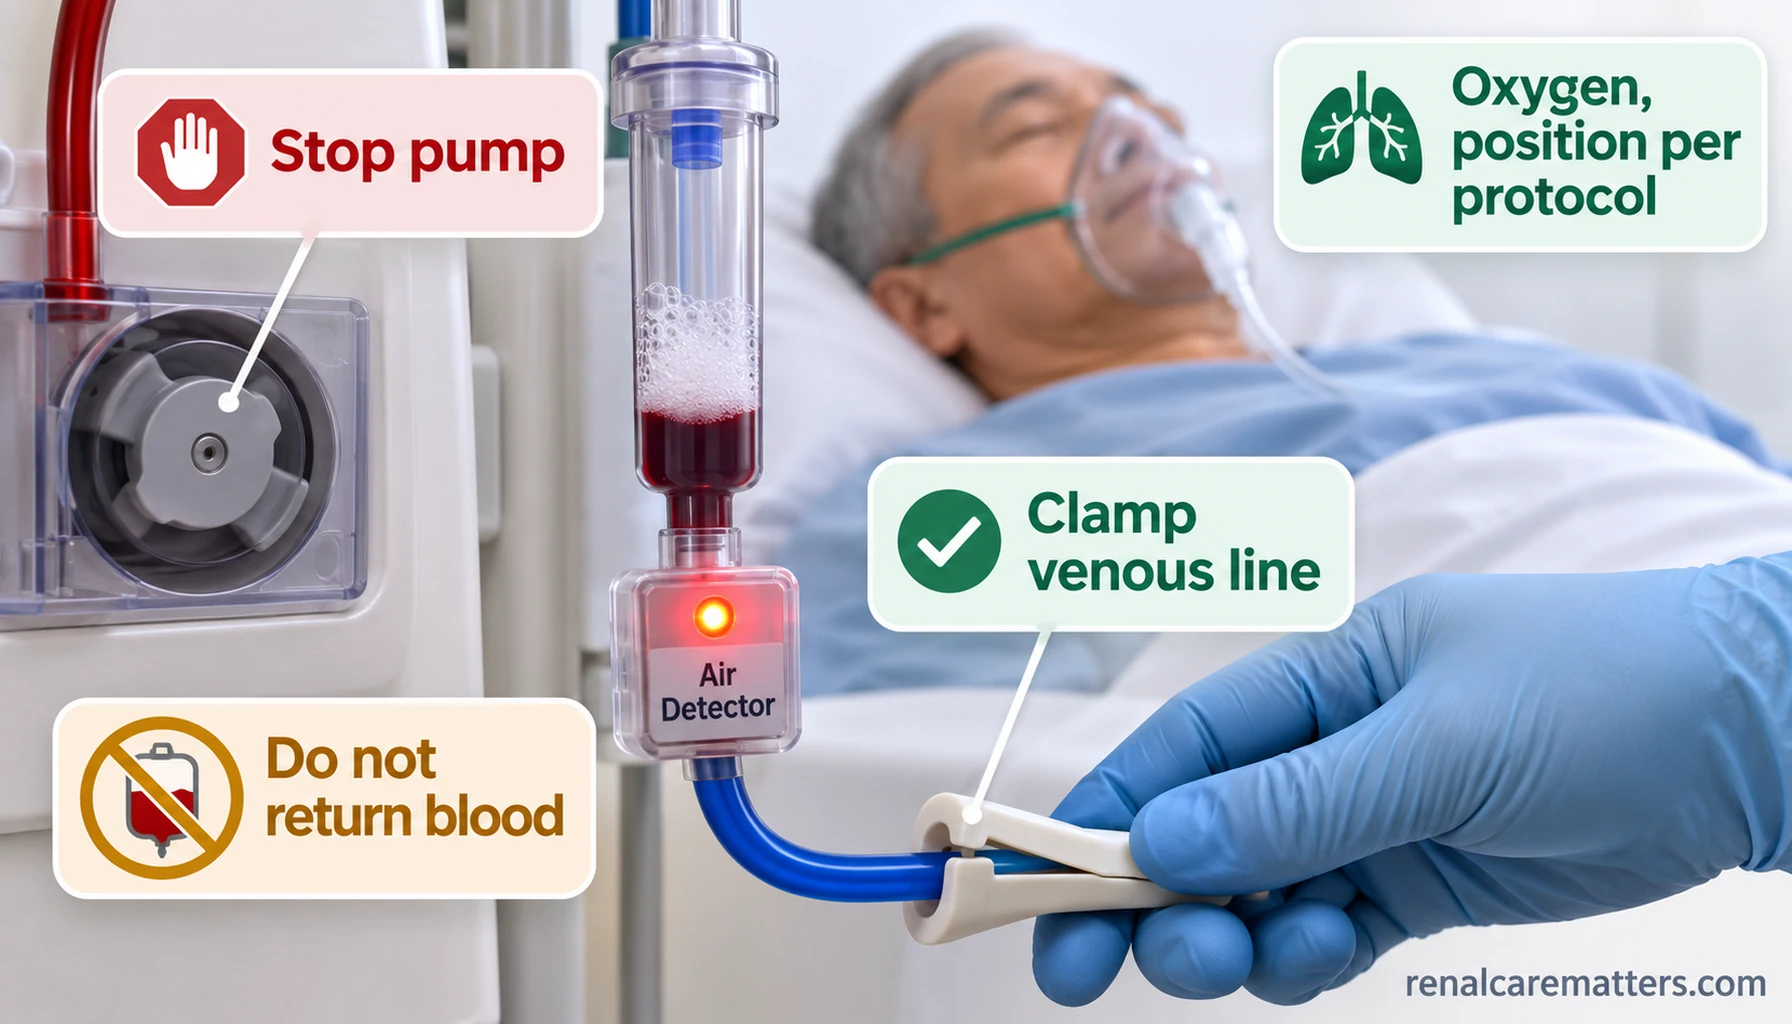 Stop pump
Oxygen,
position per
protocol
Clamp
venous line
Air
Detector
Do not
return blood
renalcarematters.com